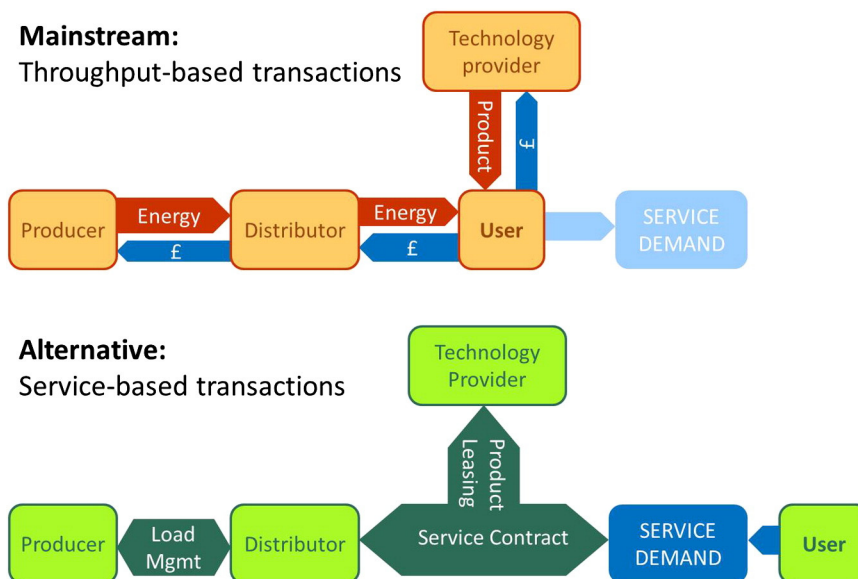 Mainstream:
Throughput-based transactions
Technology
provider
Product
£
Producer
Energy
£
Distributor
Energy
£
User
SERVICE
DEMAND
Alternative:
Service-based transactions
Technology
Provider
Product
Leasing
Producer
Load
Mgmt
Distributor
Service Contract
SERVICE
DEMAND
User